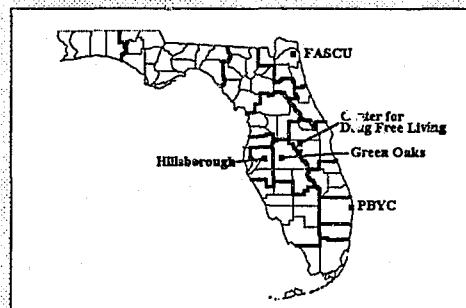 FASCU
Center for
Drug Free Living
Green Oaks
Hillsborough
PBYC